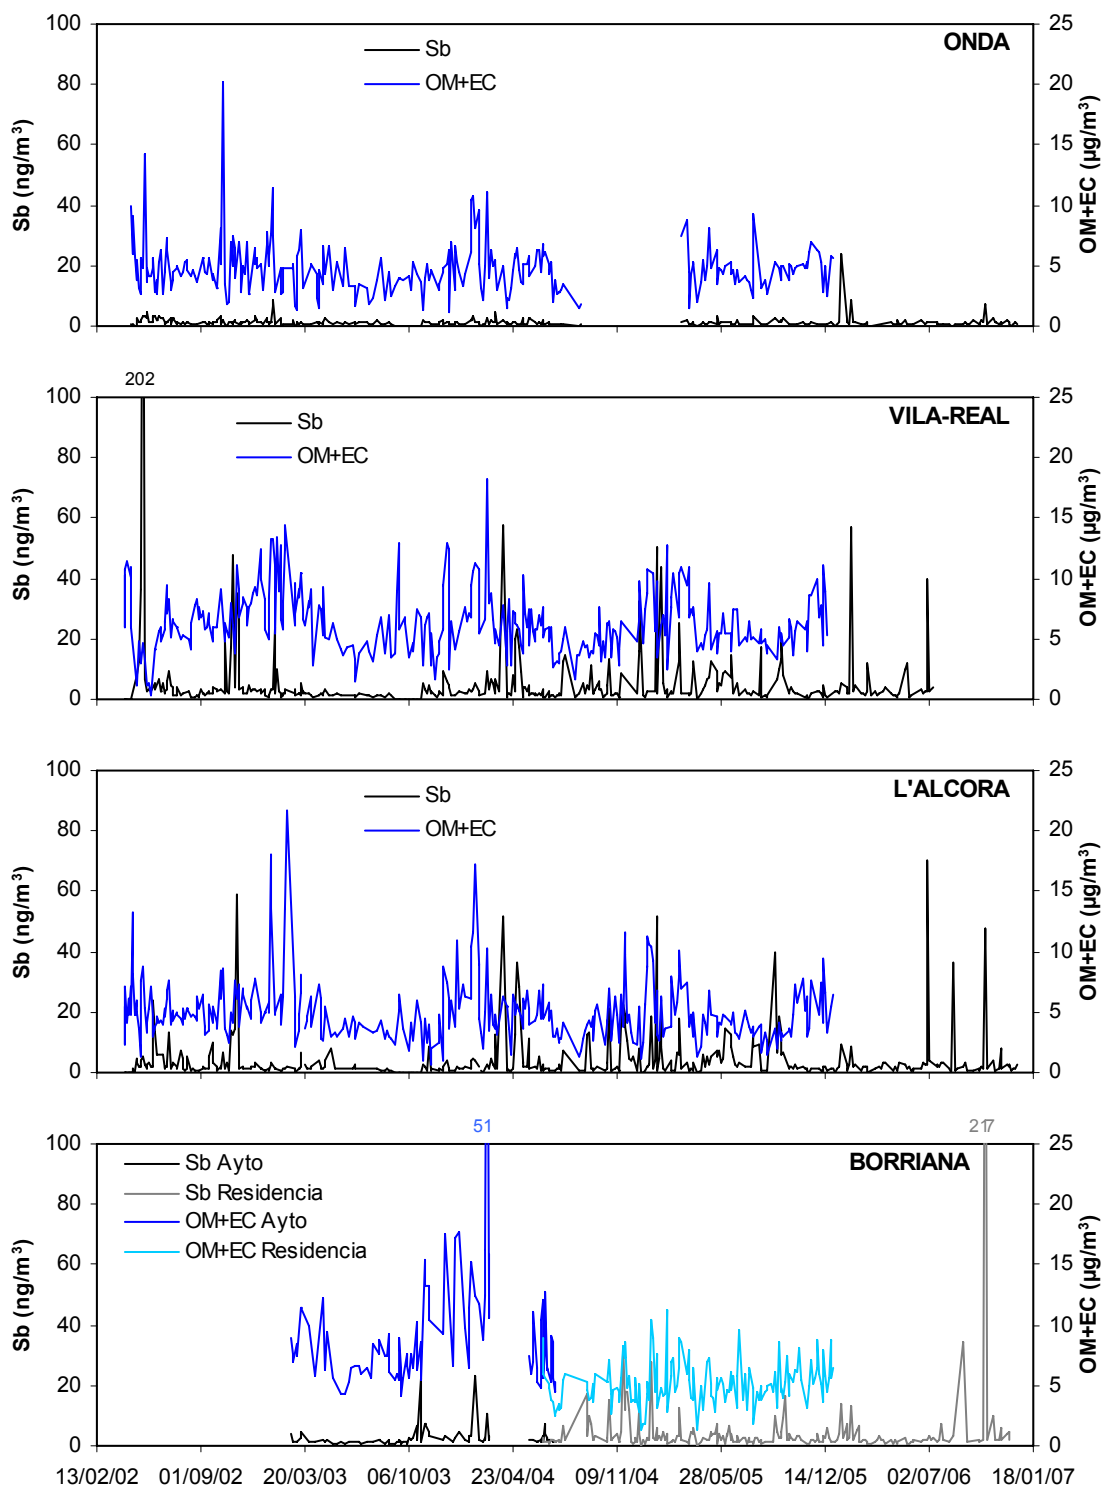 100
25
ONDA
Sb
OM+EC
80
20
60
15
40
10
20
5
0
0
Sb (ng/m³)
OM+EC (µg/m³)
202
100
25
VILA-REAL
Sb
OM+EC
80
20
60
15
40
10
20
5
0
0
Sb (ng/m³)
OM+EC (µg/m³)
100
25
L'ALCORA
Sb
OM+EC
80
20
60
15
40
10
20
5
0
0
Sb (ng/m³)
OM+EC (µg/m³)
51
217
100
25
BORRIANA
Sb Ayto
Sb Residencia
OM+EC Ayto
OM+EC Residencia
80
20
60
15
40
10
20
5
0
0
Sb (ng/m³)
OM+EC (µg/m³)
13/02/02 01/09/02 20/03/03 06/10/03 23/04/04 09/11/04 28/05/05 14/12/05 02/07/06 18/01/07